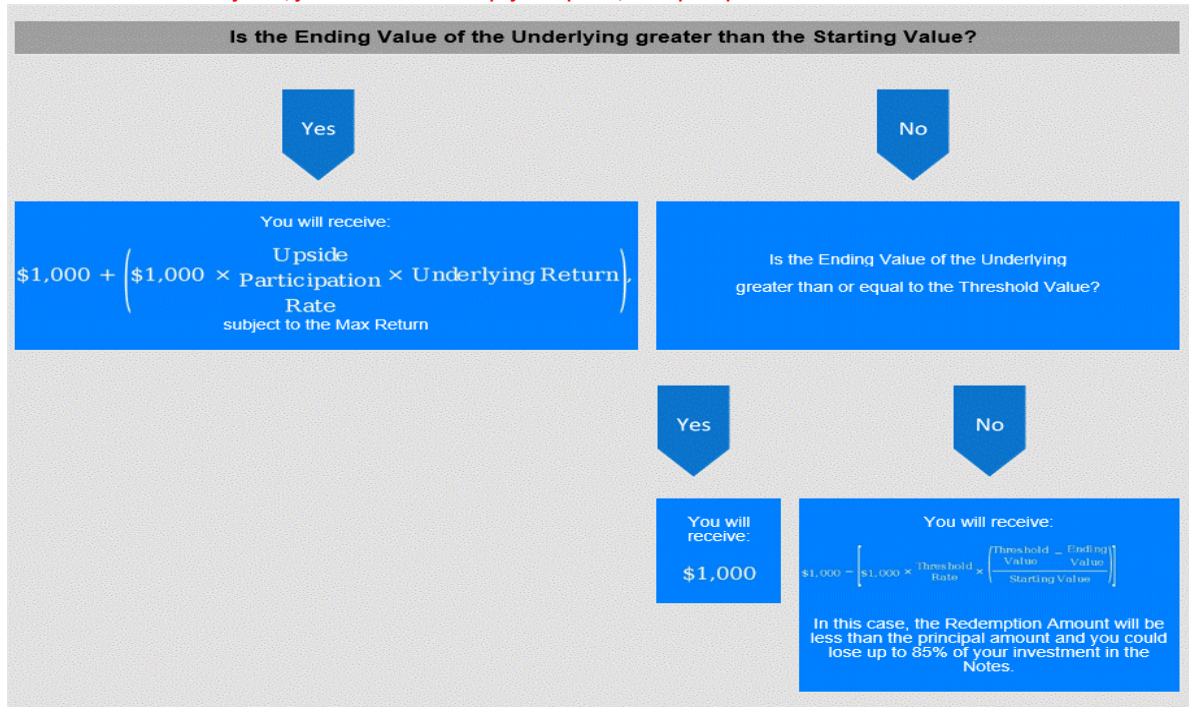 Is the Ending Value of the Underlying greater than the Starting Value?
Yes
No
You will receive:
$1,000 + ($1,000 × Upside Participation Rate × Underlying Return),
subject to the Max Return
Is the Ending Value of the Underlying
greater than or equal to the Threshold Value?
Yes
No
You will
receive:
$1,000
You will receive:
$1,000 − [$1,000 × Threshold Rate × (Threshold Value − Ending Value / Starting Value)]
In this case, the Redemption Amount will be
less than the principal amount and you could
lose up to 85% of your investment in the
Notes.